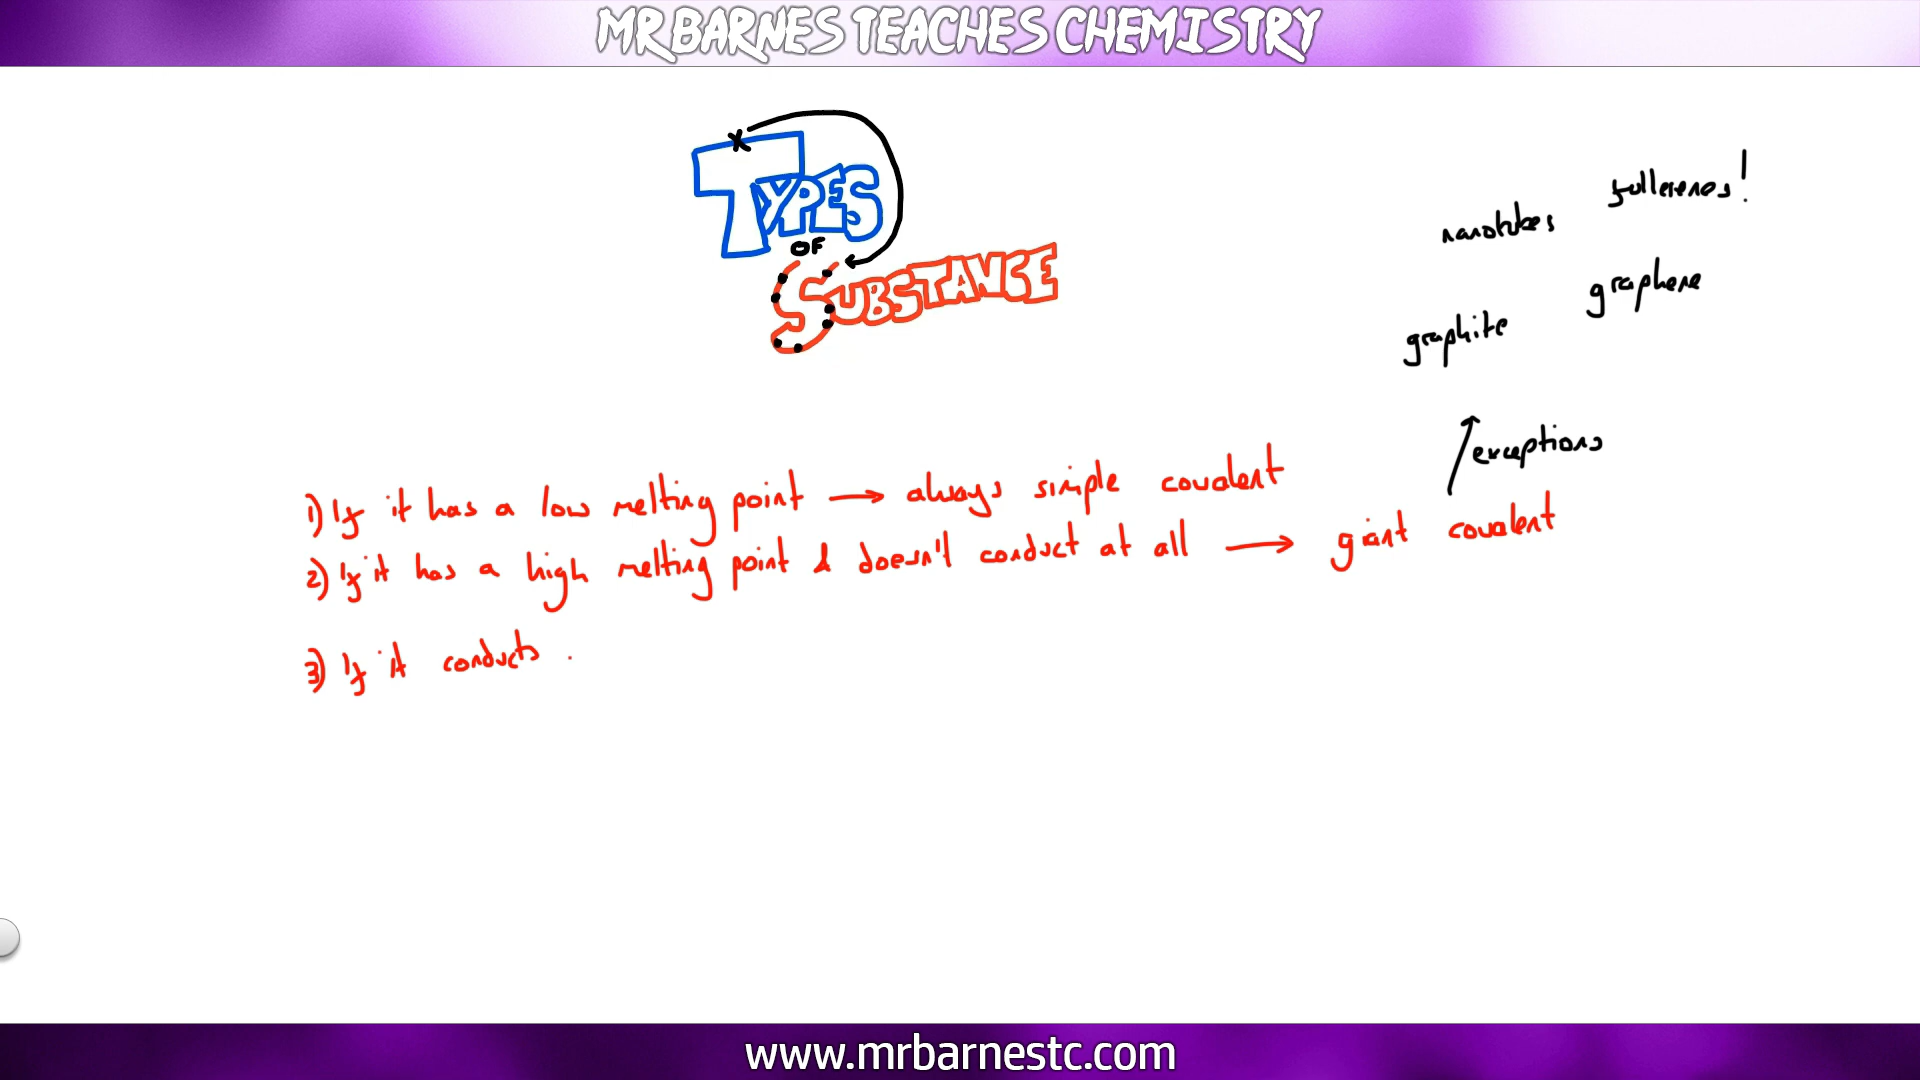 MR BARNES TEACHES CHEMISTRY
TYPES
OF
SUBSTANCE
fullerenes!
nanotubes
graphene
graphite
exceptions
1) If it has a low melting point → always simple covalent
2) If it has a high melting point & doesn't conduct at all → giant covalent
3) If it conducts .
www.mrbarnestc.com